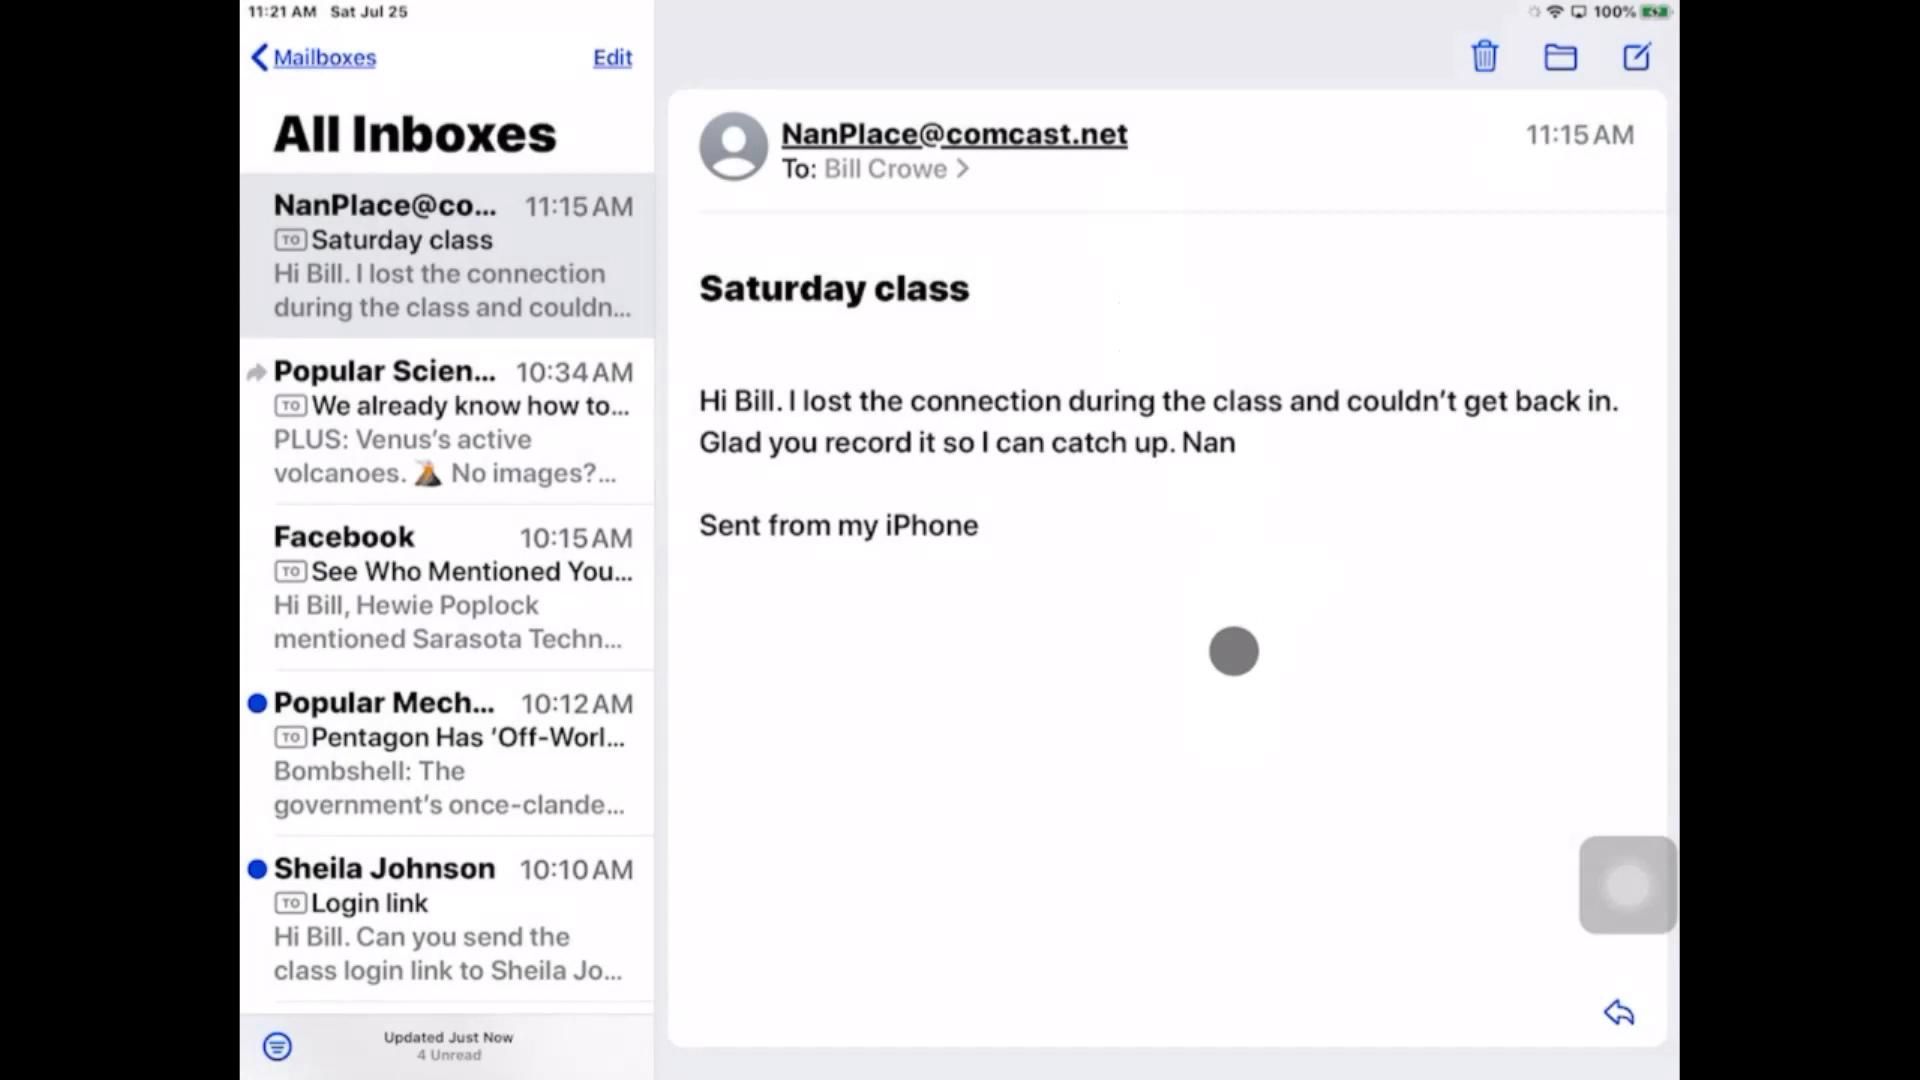 11:21 AM Sat Jul 25
100%
Mailboxes
Edit
All Inboxes
NanPlace@co... 11:15 AM
TO Saturday class
Hi Bill. I lost the connection
during the class and couldn...
Popular Scien... 10:34 AM
TO We already know how to...
PLUS: Venus's active
volcanoes. 🌋 No images?...
Facebook 10:15 AM
TO See Who Mentioned You...
Hi Bill, Hewie Poplock
mentioned Sarasota Techn...
Popular Mech... 10:12 AM
TO Pentagon Has ‘Off-Worl...
Bombshell: The
government's once-clande...
Sheila Johnson 10:10 AM
TO Login link
Hi Bill. Can you send the
class login link to Sheila Jo...
Updated Just Now
4 Unread
NanPlace@comcast.net
11:15 AM
To: Bill Crowe
Saturday class
Hi Bill. I lost the connection during the class and couldn’t get back in.
Glad you record it so I can catch up. Nan
Sent from my iPhone